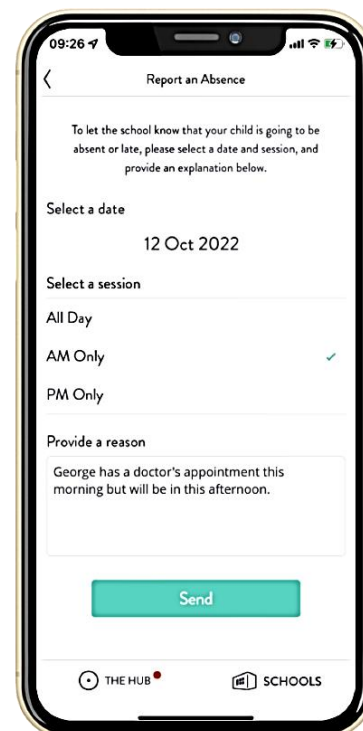 09:26
Report an Absence
To let the school know that your child is going to be
absent or late, please select a date and session, and
provide an explanation below.
Select a date
12 Oct 2022
Select a session
All Day
AM Only
PM Only
Provide a reason
George has a doctor's appointment this
morning but will be in this afternoon.
Send
THE HUB
SCHOOLS